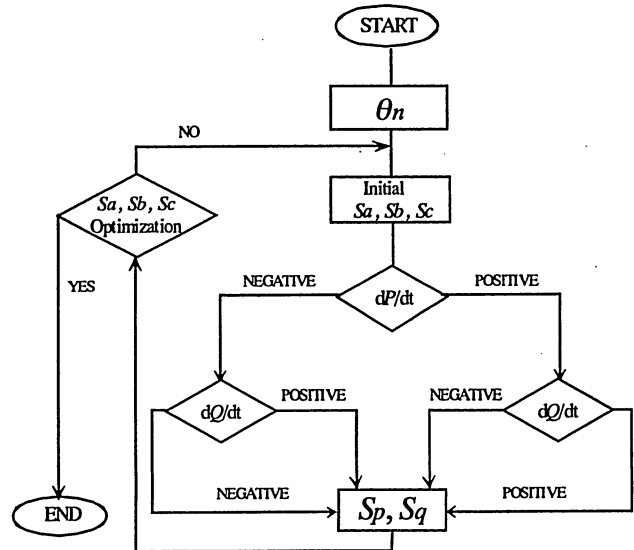 START
θn
NO
Initial
Sa, Sb, Sc
Sa, Sb, Sc
Optimization
YES
NEGATIVE
POSITIVE
dP/dt
POSITIVE
NEGATIVE
dQ/dt
dQ/dt
NEGATIVE
POSITIVE
Sp, Sq
END